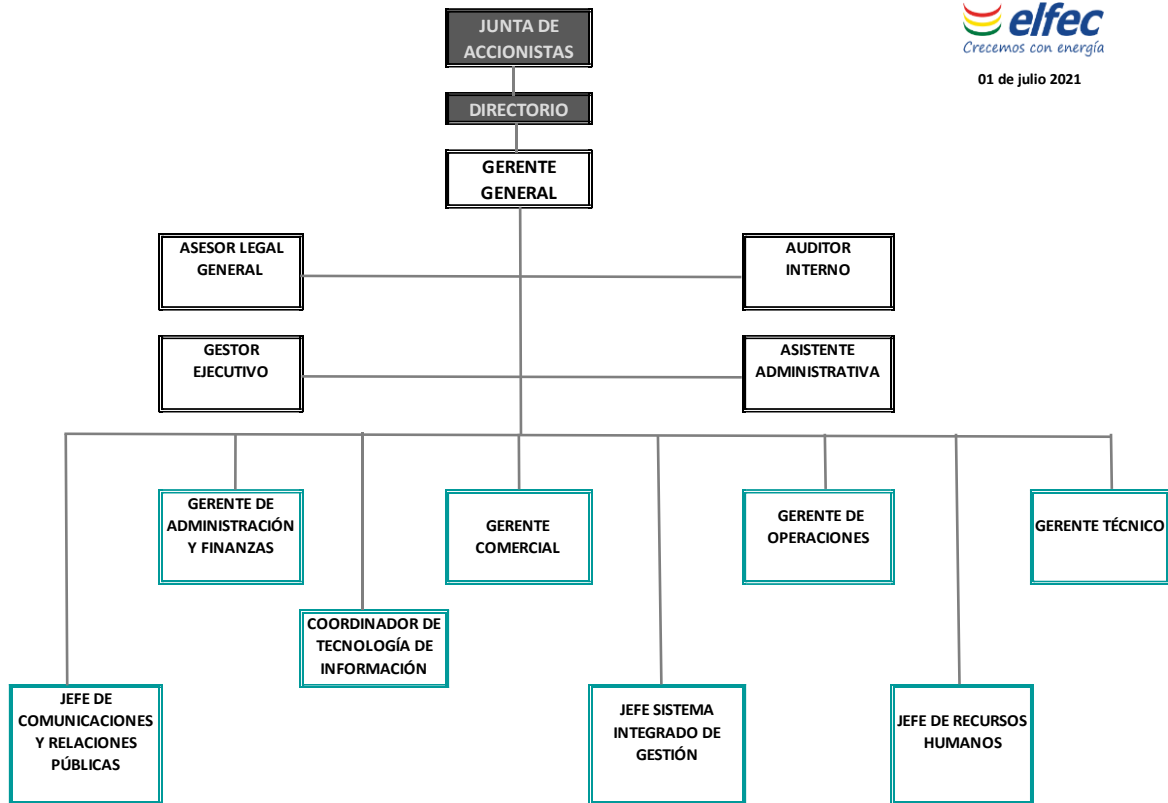 elfec
Crecemos con energía
01 de julio 2021
JUNTA DE
ACCIONISTAS
DIRECTORIO
GERENTE
GENERAL
ASESOR LEGAL
GENERAL
AUDITOR
INTERNO
GESTOR
EJECUTIVO
ASISTENTE
ADMINISTRATIVA
GERENTE DE
ADMINISTRACIÓN
Y FINANZAS
GERENTE
COMERCIAL
GERENTE DE
OPERACIONES
GERENTE TÉCNICO
COORDINADOR DE
TECNOLOGÍA DE
INFORMACIÓN
JEFE DE
COMUNICACIONES
Y RELACIONES
PÚBLICAS
JEFE SISTEMA
INTEGRADO DE
GESTIÓN
JEFE DE RECURSOS
HUMANOS